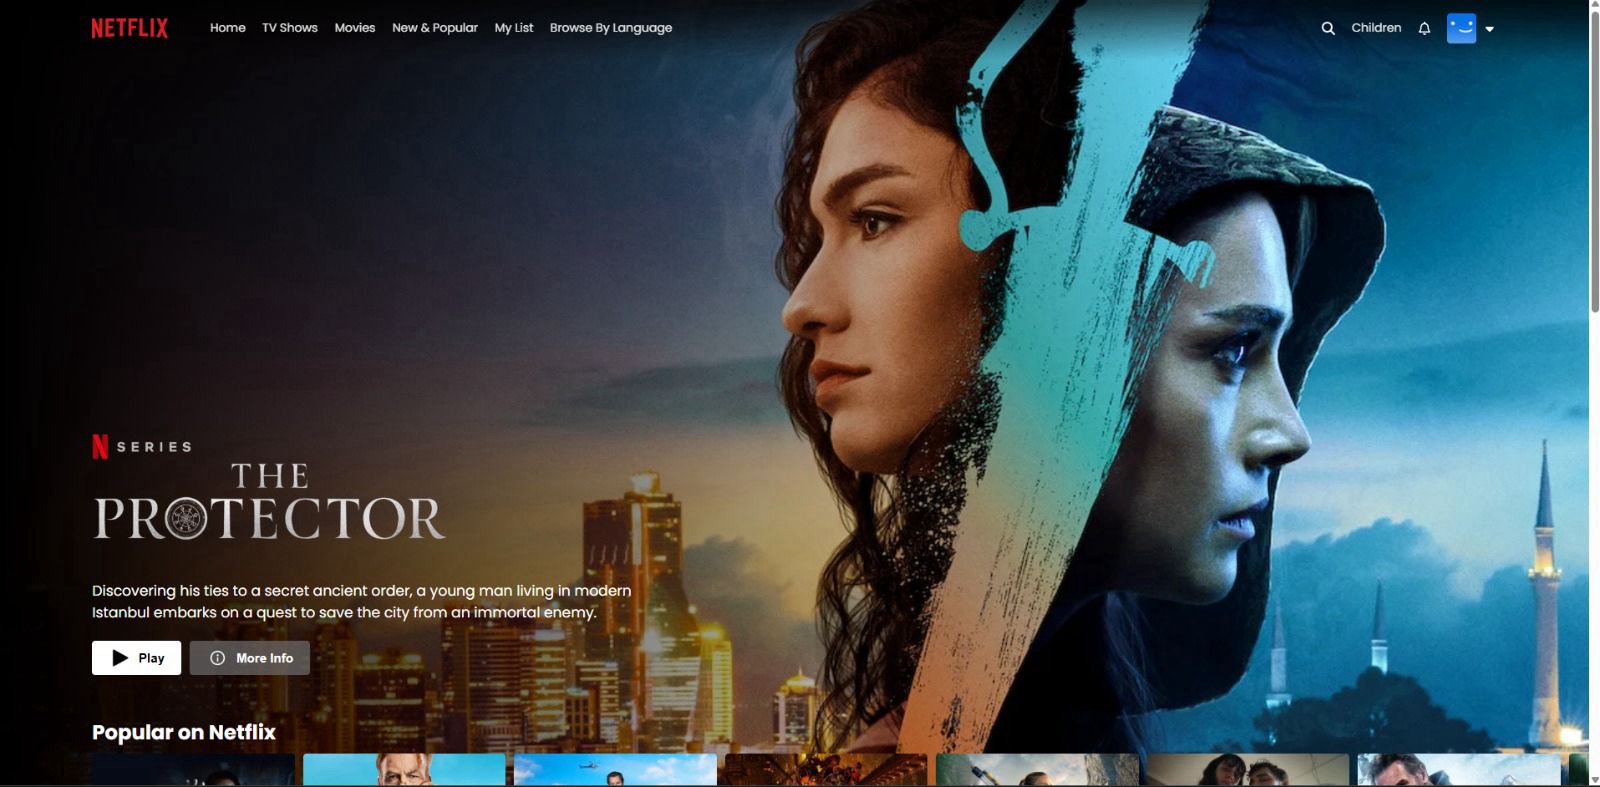 NETFLIX Home TV Shows Movies New & Popular My List Browse By Language Children
N SERIES
THE
PROTECTOR
Discovering his ties to a secret ancient order, a young man living in modern
Istanbul embarks on a quest to save the city from an immortal enemy.
Play More Info
Popular on Netflix